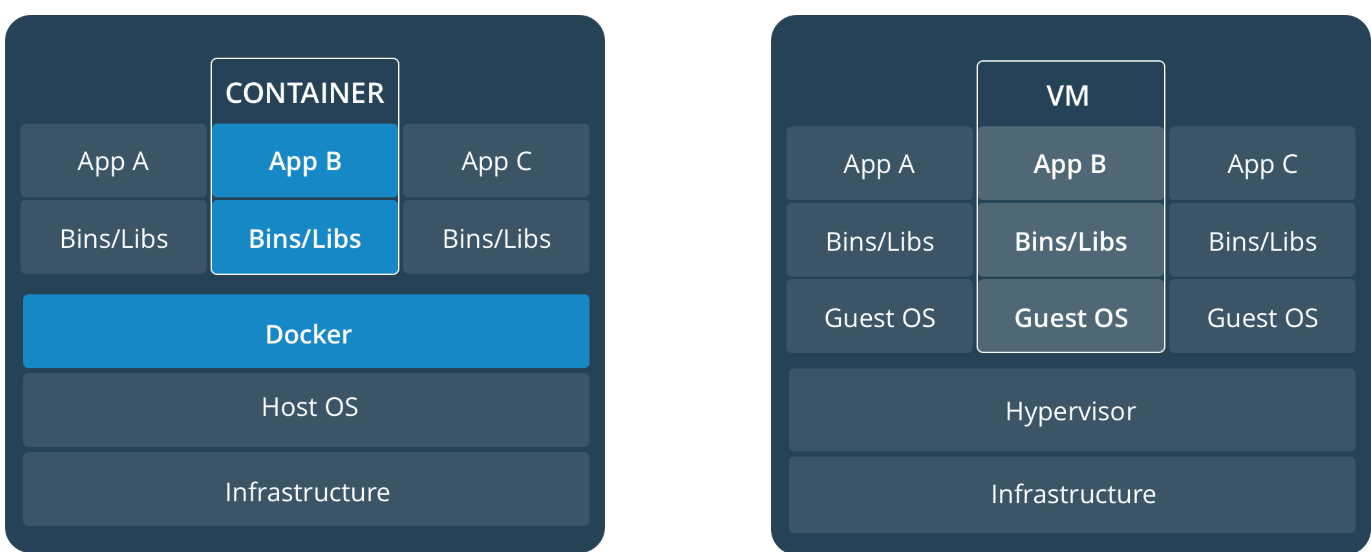 CONTAINER
App A
App B
App C
Bins/Libs
Bins/Libs
Bins/Libs
Docker
Host OS
Infrastructure
VM
App A
App B
App C
Bins/Libs
Bins/Libs
Bins/Libs
Guest OS
Guest OS
Guest OS
Hypervisor
Infrastructure